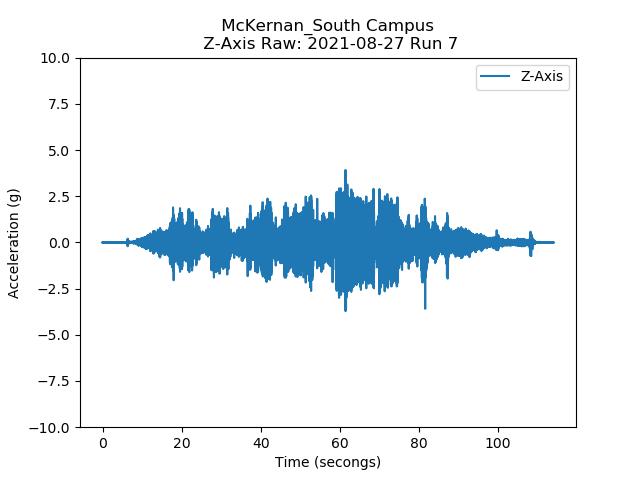 McKernan_South Campus
Z-Axis Raw: 2021-08-27 Run 7
Z-Axis
10.0
7.5
5.0
2.5
0.0
−2.5
−5.0
−7.5
−10.0
Acceleration (g)
0 20 40 60 80 100
Time (secongs)